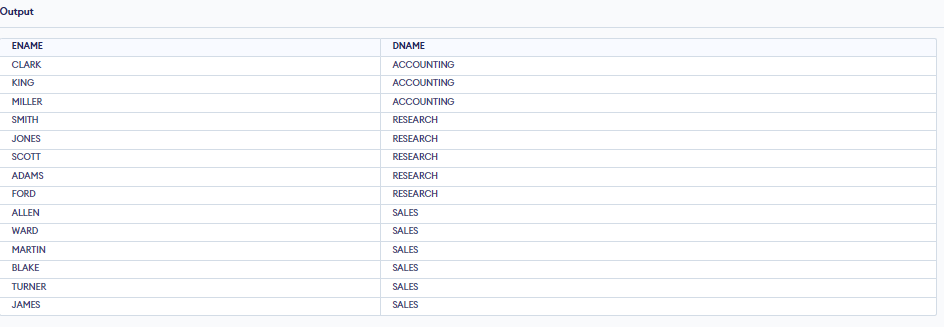 Output
ENAME DNAME
CLARK ACCOUNTING
KING ACCOUNTING
MILLER ACCOUNTING
SMITH RESEARCH
JONES RESEARCH
SCOTT RESEARCH
ADAMS RESEARCH
FORD RESEARCH
ALLEN SALES
WARD SALES
MARTIN SALES
BLAKE SALES
TURNER SALES
JAMES SALES